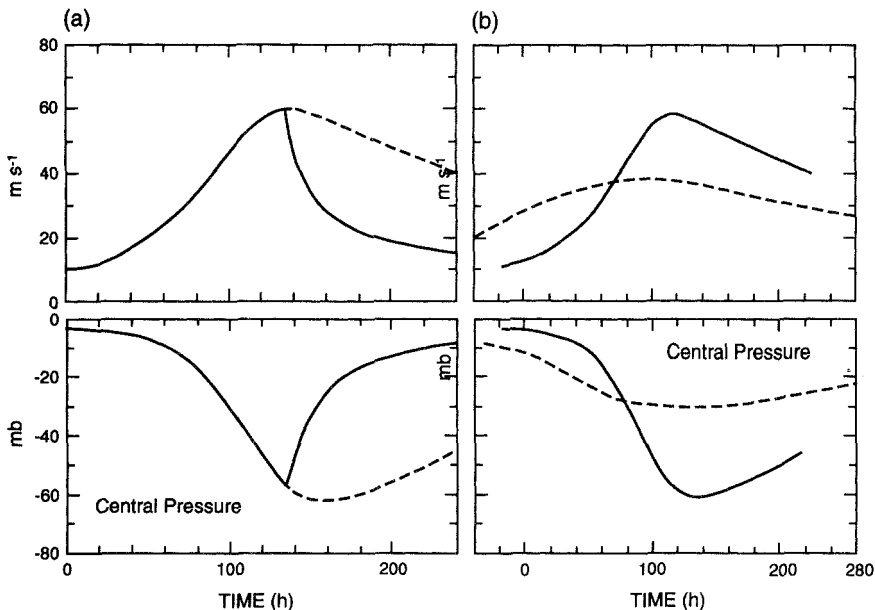 (a)
(b)
80
60
40
20
0
m s⁻¹
m s⁻¹
0
-20
-40
-60
-80
mb
mb
Central Pressure
Central Pressure
0 100 200
0 100 200 280
TIME (h)
TIME (h)